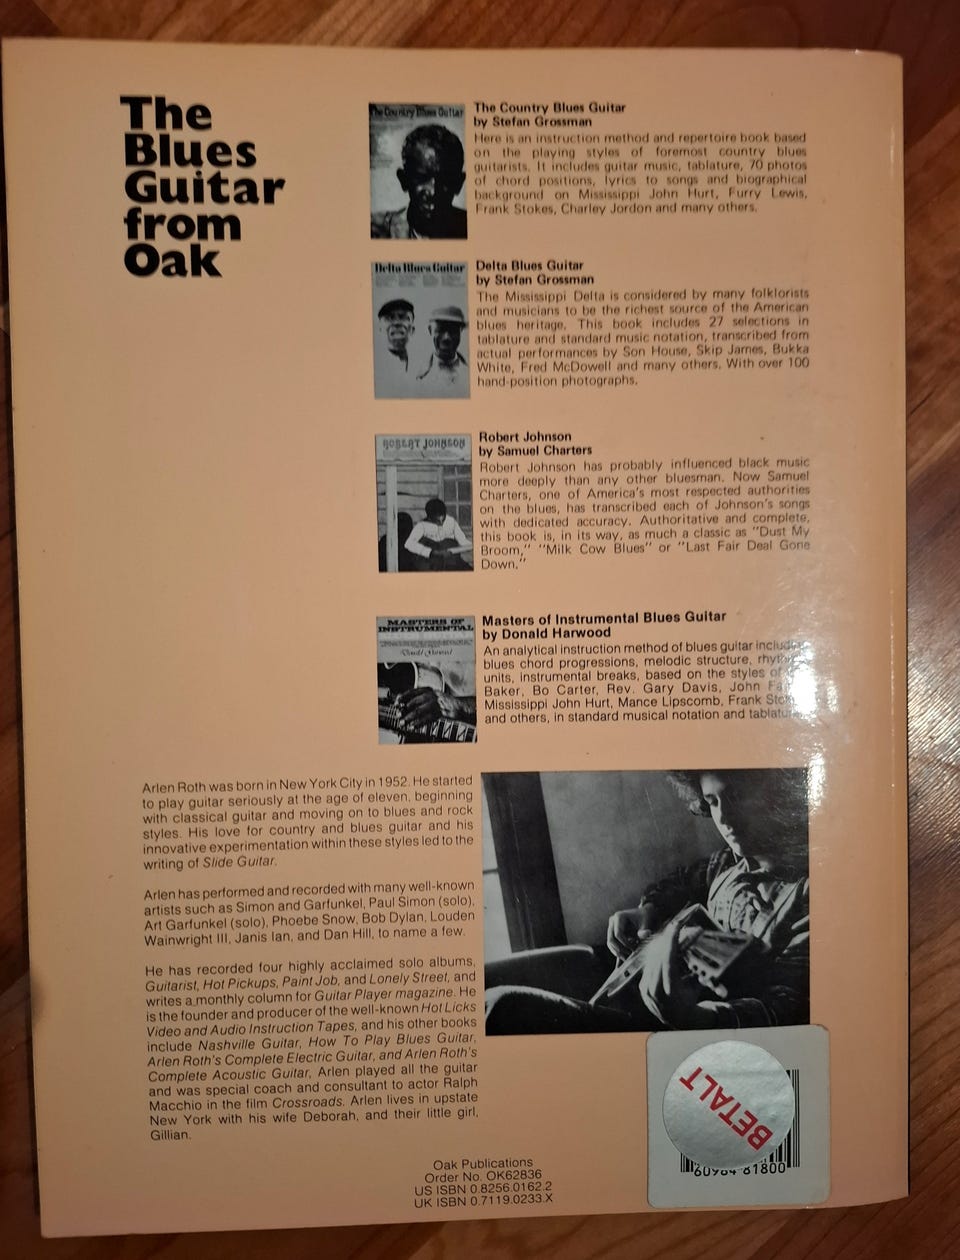 The
Blues
Guitar
from
Oak
The Country Blues Guitar
The Country Blues Guitar
by Stefan Grossman
Here is an instruction method and repertoire book based
on the playing styles of foremost country blues
guitarists. It includes guitar music, tablature, 70 photos
of chord positions, lyrics to songs and biographical
background on Mississippi John Hurt, Furry Lewis,
Frank Stokes, Charley Jordon and many others.
Delta Blues Guitar
Delta Blues Guitar
by Stefan Grossman
The Mississippi Delta is considered by many folklorists
and musicians to be the richest source of the American
blues heritage. This book includes 27 selections in
tablature and standard music notation, transcribed from
actual performances by Son House, Skip James, Bukka
White, Fred McDowell and many others. With over 100
hand-position photographs.
ROBERT JOHNSON
Robert Johnson
by Samuel Charters
Robert Johnson has probably influenced black music
more deeply than any other bluesman. Now Samuel
Charters, one of America's most respected authorities
on the blues, has transcribed each of Johnson's songs
with dedicated accuracy. Authoritative and complete,
this book is, in its way, as much a classic as "Dust My
Broom," "Milk Cow Blues" or "Last Fair Deal Gone
Down."
MASTERS OF
INSTRUMENTAL
Donald Harwood
Masters of Instrumental Blues Guitar
by Donald Harwood
An analytical instruction method of blues guitar
blues chord progressions, melodic structure,
units, instrumental breaks, based on the styles
Baker, Bo Carter, Rev. Gary Davis, John
Mississippi John Hurt, Mance Lipscomb, Frank
and others, in standard musical notation and
Arlen Roth was born in New York City in 1952. He started
to play guitar seriously at the age of eleven, beginning
with classical guitar and moving on to blues and rock
styles. His love for country and blues guitar and his
innovative experimentation within these styles led to the
writing of Slide Guitar.
Arlen has performed and recorded with many well-known
artists such as Simon and Garfunkel, Paul Simon (solo),
Art Garfunkel (solo), Phoebe Snow, Bob Dylan, Louden
Wainwright III, Janis Ian, and Dan Hill, to name a few.
He has recorded four highly acclaimed solo albums,
Guitarist, Hot Pickups, Paint Job, and Lonely Street, and
writes a monthly column for Guitar Player magazine. He
is the founder and producer of the well-known Hot Licks
Video and Audio Instruction Tapes, and his other books
include Nashville Guitar, How To Play Blues Guitar,
Arlen Roth's Complete Electric Guitar, and Arlen Roth's
Complete Acoustic Guitar, Arlen played all the guitar
and was special coach and consultant to actor Ralph
Macchio in the film Crossroads. Arlen lives in upstate
New York with his wife Deborah, and their little girl,
Gillian.
BETALT
60984 81800
Oak Publications
Order No. OK62836
US ISBN 0.8256.0162.2
UK ISBN 0.7119.0233.X